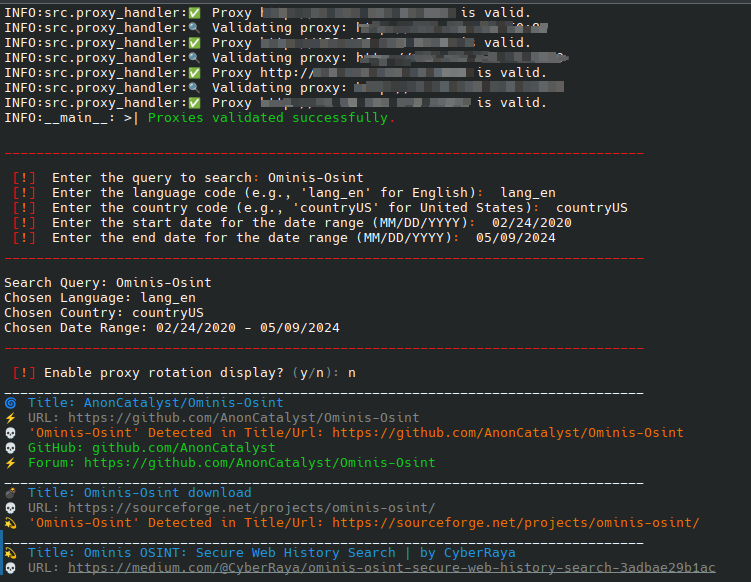 INFO:src.proxy_handler:✅ Proxy is valid.
INFO:src.proxy_handler:🔍 Validating proxy:
INFO:src.proxy_handler:✅ Proxy is valid.
INFO:src.proxy_handler:🔍 Validating proxy:
INFO:src.proxy_handler:✅ Proxy http:// is valid.
INFO:src.proxy_handler:🔍 Validating proxy:
INFO:src.proxy_handler:✅ Proxy is valid.
INFO:__main__: >| Proxies validated successfully.
[!] Enter the query to search: Ominis-Osint
[!] Enter the language code (e.g., 'lang_en' for English): lang_en
[!] Enter the country code (e.g., 'countryUS' for United States): countryUS
[!] Enter the start date for the date range (MM/DD/YYYY): 02/24/2020
[!] Enter the end date for the date range (MM/DD/YYYY): 05/09/2024
Search Query: Ominis-Osint
Chosen Language: lang_en
Chosen Country: countryUS
Chosen Date Range: 02/24/2020 - 05/09/2024
[!] Enable proxy rotation display? (y/n): n
🌀 Title: AnonCatalyst/Ominis-Osint
⚡ URL: https://github.com/AnonCatalyst/Ominis-Osint
💀 'Ominis-Osint' Detected in Title/Url: https://github.com/AnonCatalyst/Ominis-Osint
💀 GitHub: github.com/AnonCatalyst
⚡ Forum: https://github.com/AnonCatalyst/Ominis-Osint
💣 Title: Ominis-Osint download
💀 URL: https://sourceforge.net/projects/ominis-osint/
💫 'Ominis-Osint' Detected in Title/Url: https://sourceforge.net/projects/ominis-osint/
💫 Title: Ominis OSINT: Secure Web History Search | by CyberRaya
💀 URL: https://medium.com/@CyberRaya/ominis-osint-secure-web-history-search-3adbae29b1ac